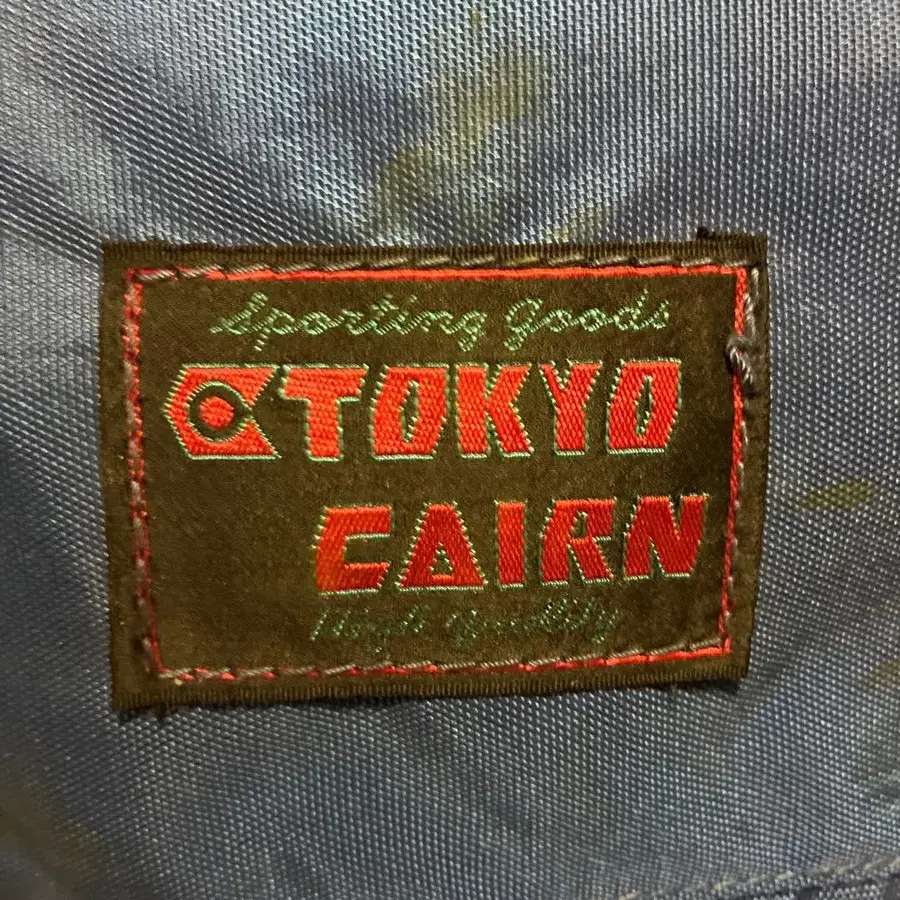 Sporting goods
TOKYO
CAIRN
High Quality